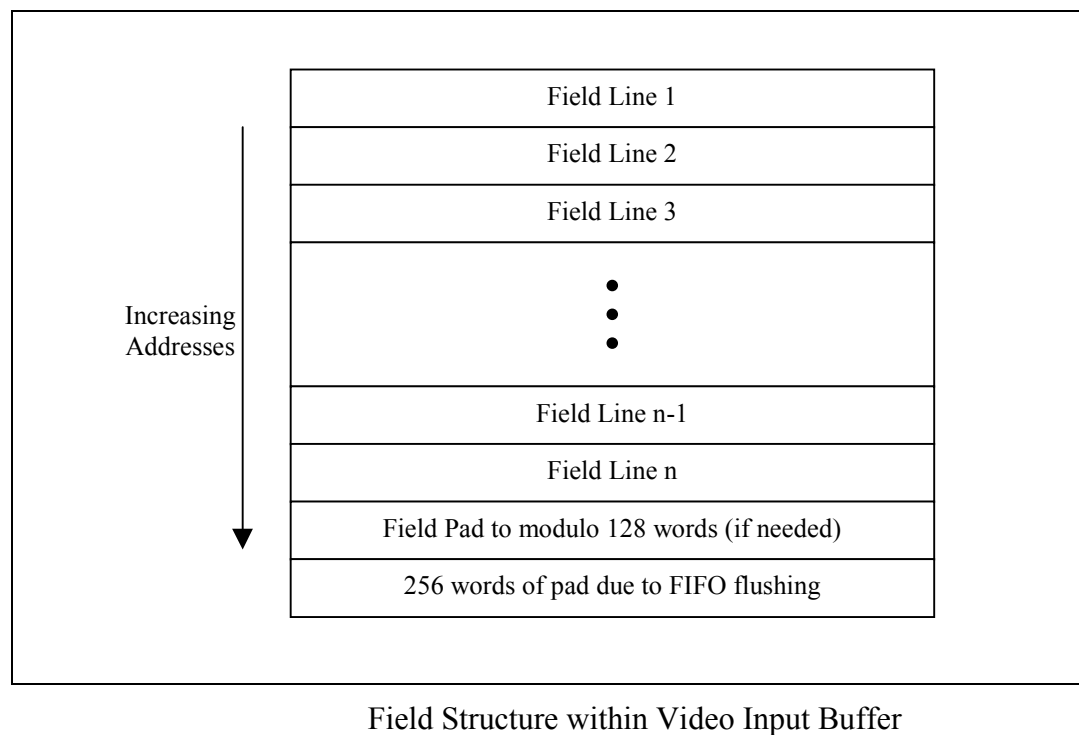 Field Line 1
Field Line 2
Field Line 3
Increasing
Addresses
Field Line n-1
Field Line n
Field Pad to modulo 128 words (if needed)
256 words of pad due to FIFO flushing
Field Structure within Video Input Buffer